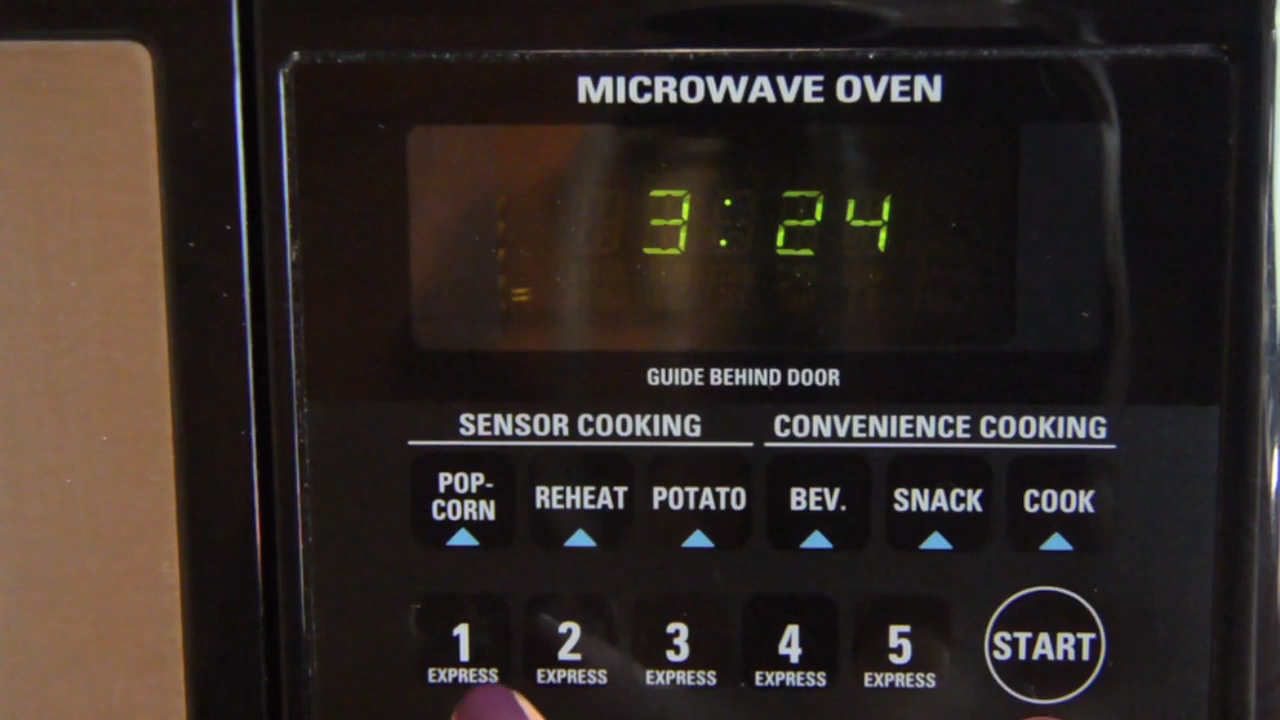 MICROWAVE OVEN
3:24
GUIDE BEHIND DOOR
SENSOR COOKING CONVENIENCE COOKING
POP-
CORN REHEAT POTATO BEV. SNACK COOK
1 2 3 4 5 START
EXPRESS EXPRESS EXPRESS EXPRESS EXPRESS